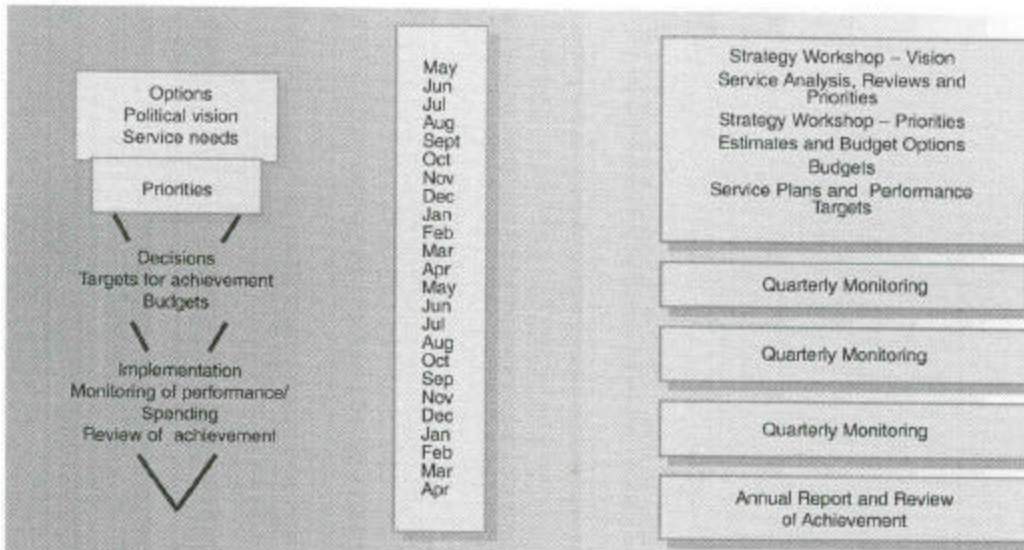 Options
Political vision
Service needs
Priorities
Decisions
Targets for achievement
Budgets
Implementation
Monitoring of performance/
Spending
Review of achievement
May
Jun
Jul
Aug
Sept
Oct
Nov
Dec
Jan
Feb
Mar
Apr
May
Jun
Jul
Aug
Oct
Sep
Nov
Dec
Jan
Feb
Mar
Apr
Strategy Workshop – Vision
Service Analysis, Reviews and
Priorities
Strategy Workshop – Priorities
Estimates and Budget Options
Budgets
Service Plans and Performance
Targets
Quarterly Monitoring
Quarterly Monitoring
Quarterly Monitoring
Annual Report and Review
of Achievement